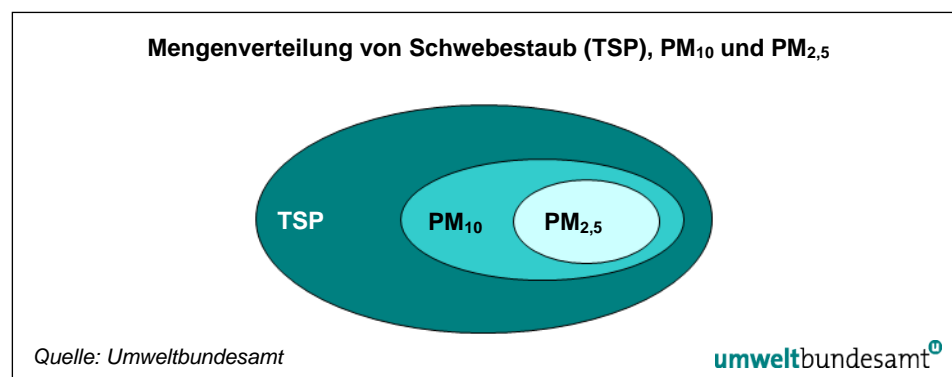 Mengenverteilung von Schwebestaub (TSP), PM₁₀ und PM₂,₅
TSP
PM₁₀
PM₂,₅
Quelle: Umweltbundesamt
umweltbundesamt ⓤ